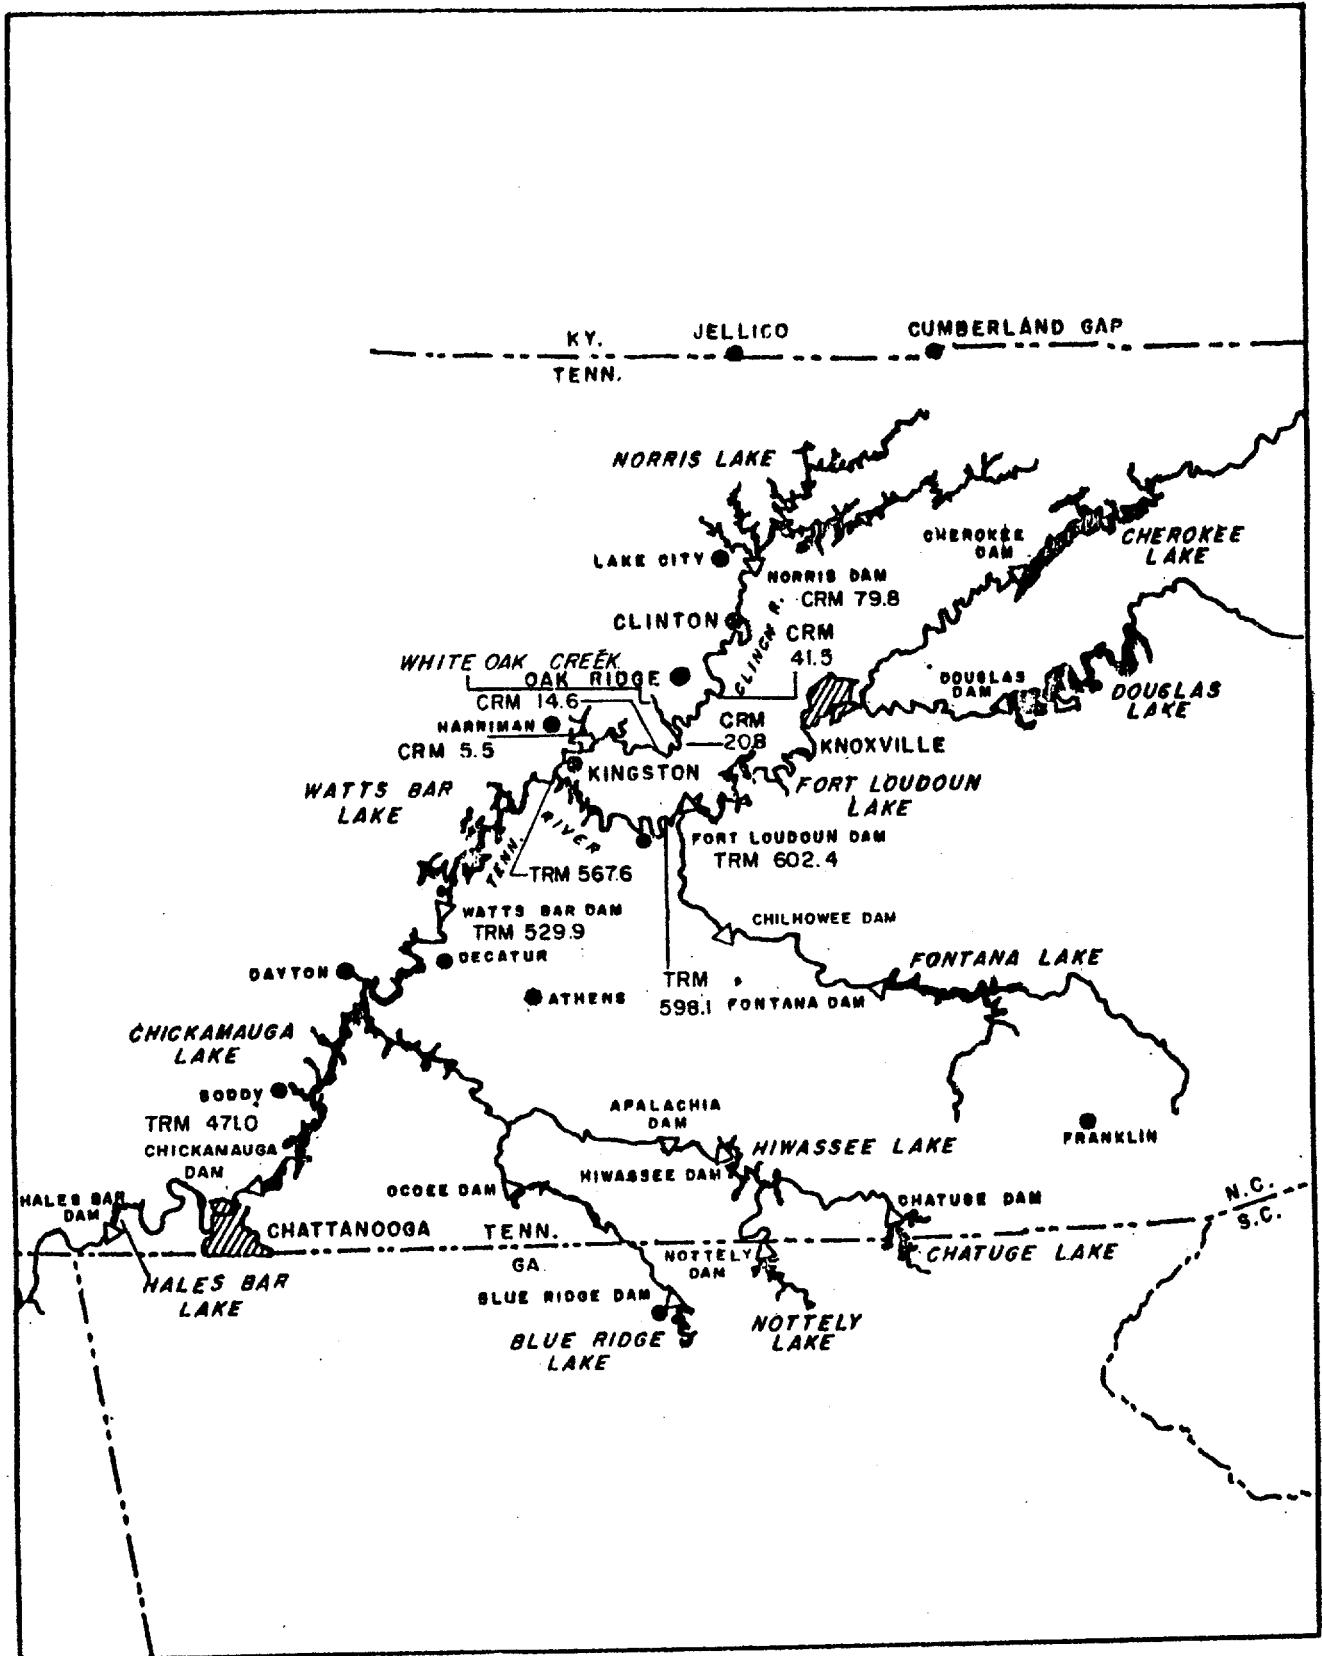 KY.
JELLICO
CUMBERLAND GAP
TENN.
NORRIS LAKE
CHEROKEE
DAM
CHEROKEE
LAKE
LAKE CITY
NORRIS DAM
CRM 79.8
CLINTON
CLINCH R.
CRM
41.5
WHITE OAK CREEK
OAK RIDGE
CRM 14.6
DOUGLAS
DAM
DOUGLAS
LAKE
HARRIMAN
CRM
20.8
CRM 5.5
KNOXVILLE
KINGSTON
WATTS BAR
LAKE
FORT LOUDOUN
LAKE
TENN. RIVER
FORT LOUDOUN DAM
TRM 602.4
TRM 567.6
WATTS BAR DAM
TRM 529.9
CHILHOWEE DAM
DECATUR
FONTANA LAKE
DAYTON
ATHENS
TRM
598.1
FONTANA DAM
CHICKAMAUGA
LAKE
SODDY
TRM 471.0
APALACHIA
DAM
FRANKLIN
CHICKAMAUGA
DAM
HIWASSEE LAKE
HIWASSEE DAM
OCOEE DAM
HALES BAR
DAM
CHATUGE DAM
N.C.
S.C.
CHATTANOOGA
TENN.
GA.
NOTTELY
DAM
CHATUGE LAKE
HALES BAR
LAKE
BLUE RIDGE DAM
BLUE RIDGE
LAKE
NOTTELY
LAKE